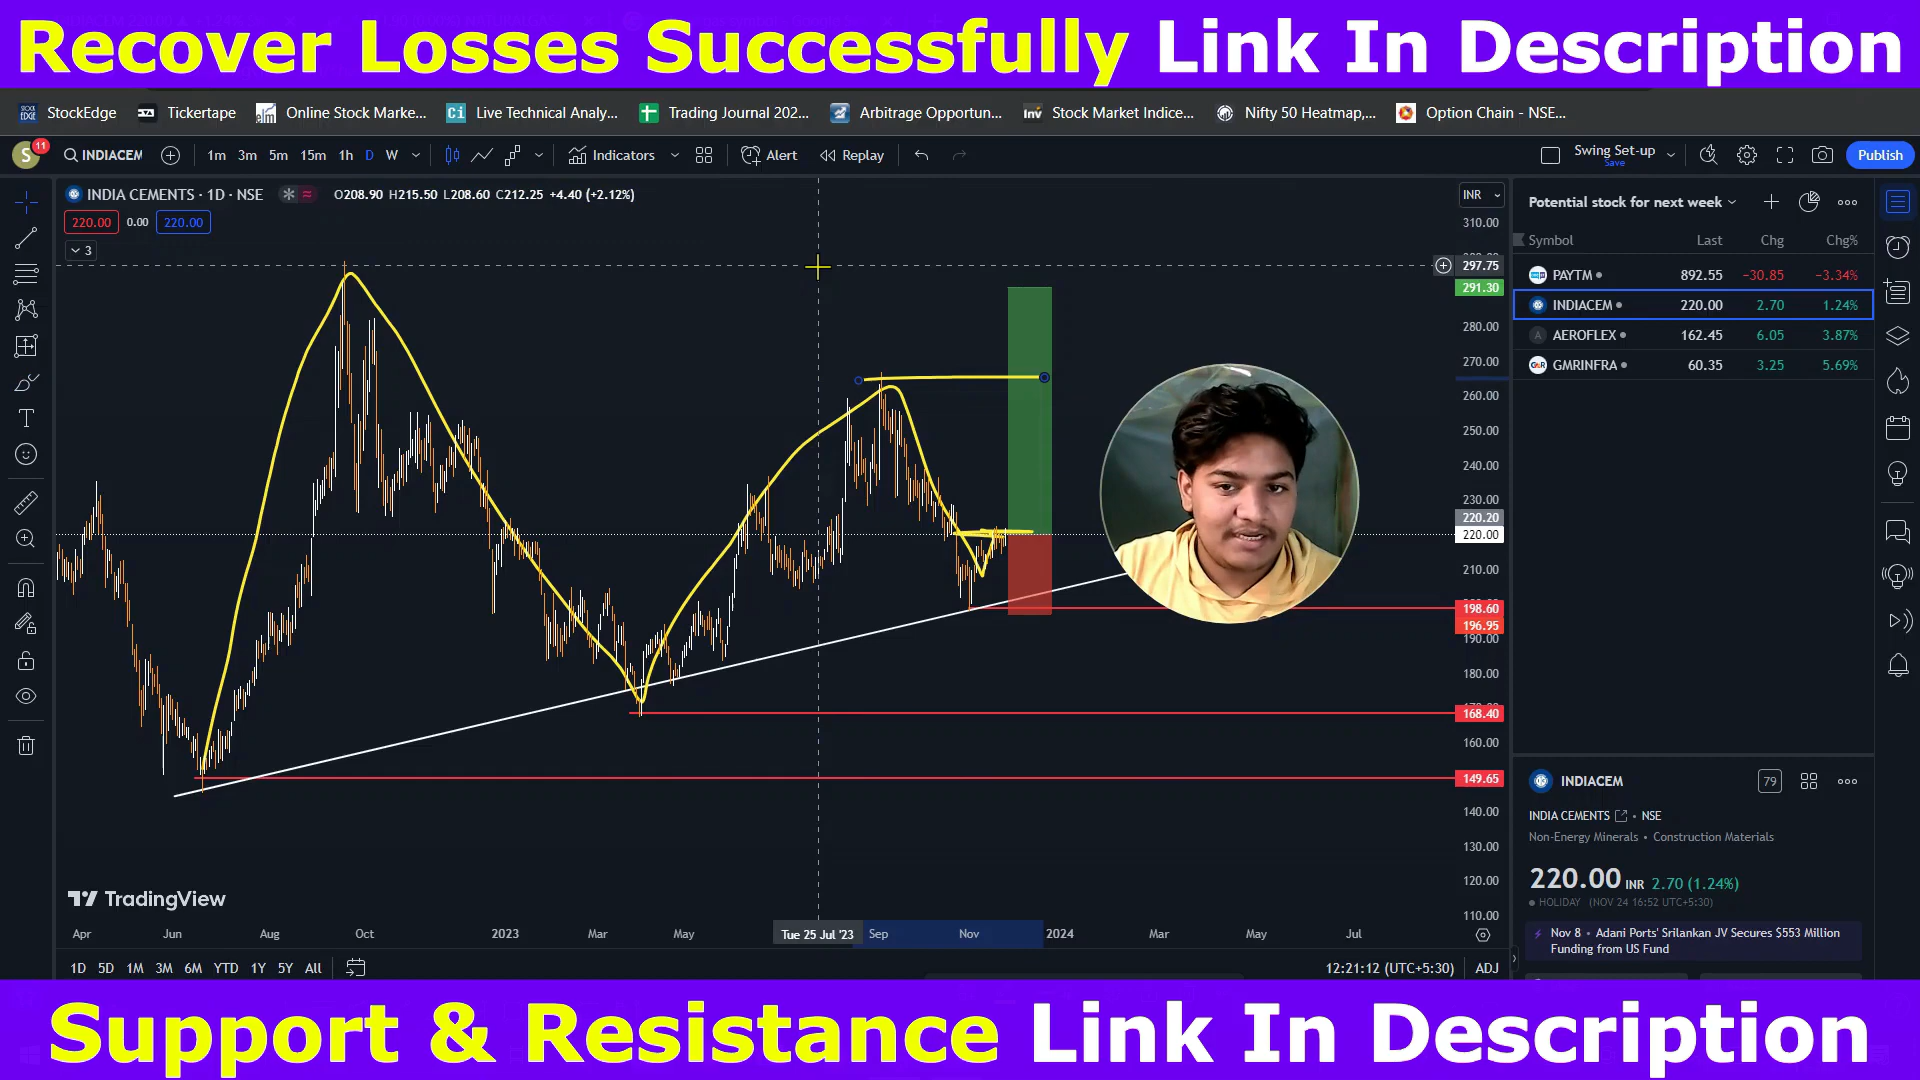 Recover Losses Successfully Link In Description
StockEdge Tickertape Online Stock Marke... Live Technical Analy... Trading Journal 202... Arbitrage Opportun... Stock Market Indice... Nifty 50 Heatmap,... Option Chain - NSE...
S 11 INDIACEM 1m 3m 5m 15m 1h D W Indicators Alert Replay Swing Set-up Save Publish
INDIA CEMENTS · 1D · NSE O208.90 H215.50 L208.60 C212.25 +4.40 (+2.12%) INR
220.00 0.00 220.00
3
310.00
297.75
291.30
280.00
270.00
260.00
250.00
240.00
230.00
220.20
220.00
210.00
198.60
196.95
190.00
180.00
168.40
160.00
149.65
140.00
130.00
120.00
110.00
TradingView
Apr Jun Aug Oct 2023 Mar May Tue 25 Jul '23 Sep Nov 2024 Mar May Jul
1D 5D 1M 3M 6M YTD 1Y 5Y All 12:21:12 (UTC+5:30) ADJ
Potential stock for next week
Symbol Last Chg Chg%
PAYTM 892.55 −30.85 −3.34%
INDIACEM 220.00 2.70 1.24%
AEROFLEX 162.45 6.05 3.87%
GMRINFRA 60.35 3.25 5.69%
INDIACEM 79
INDIA CEMENTS • NSE
Non-Energy Minerals • Construction Materials
220.00 INR 2.70 (1.24%)
HOLIDAY (NOV 24 16:52 UTC+5:30)
Nov 8 • Adani Ports' Srilankan JV Secures $553 Million
Funding from US Fund
Support & Resistance Link In Description